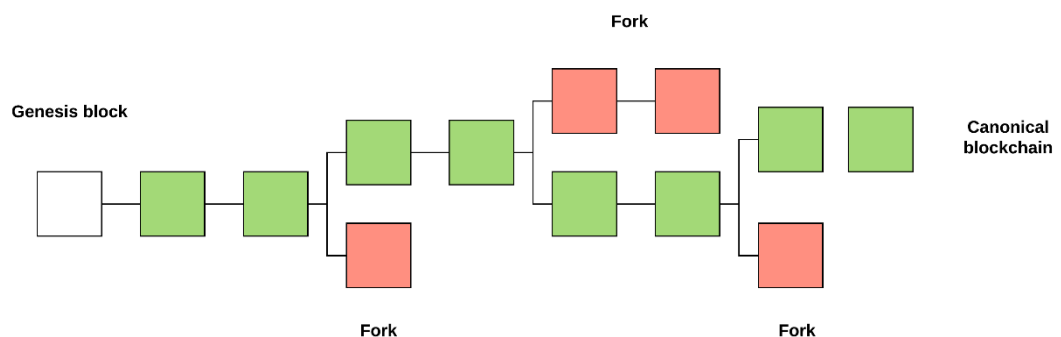 Fork
Genesis block
Canonical
blockchain
Fork
Fork